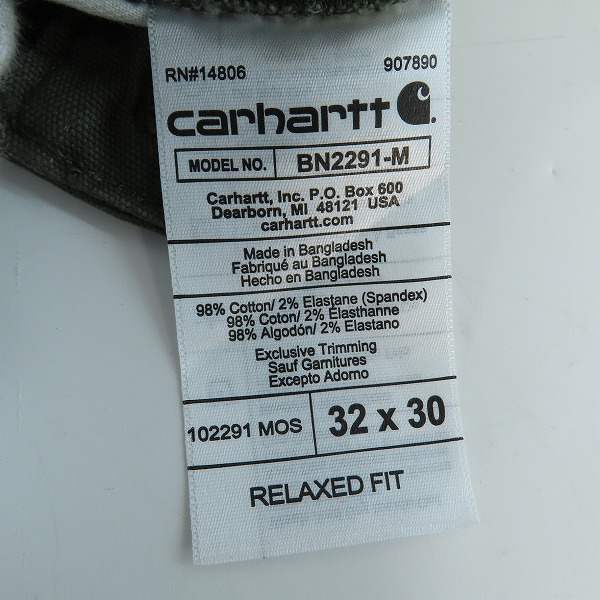 RN#14806 907890
carhartt
MODEL NO. BN2291-M
Carhartt, Inc. P.O. Box 600
Dearborn, MI 48121 USA
carhartt.com
Made in Bangladesh
Fabriqué au Bangladesh
Hecho en Bangladesh
98% Cotton/ 2% Elastane (Spandex)
98% Coton/ 2% Élasthanne
98% Algodón/ 2% Elastano
Exclusive Trimming
Sauf Garnitures
Excepto Adorno
102291 MOS 32 x 30
RELAXED FIT